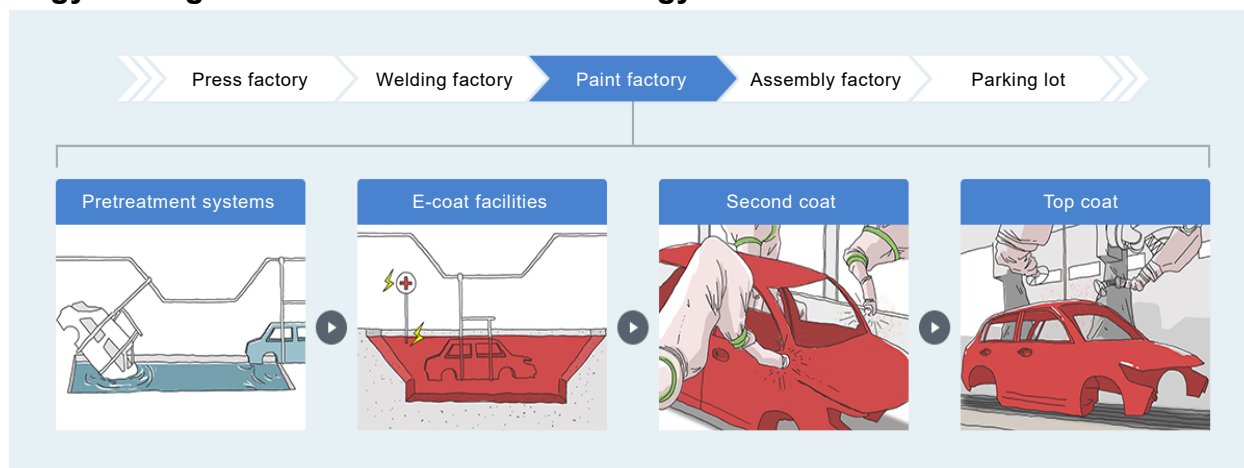 Press factory
Welding factory
Paint factory
Assembly factory
Parking lot
Pretreatment systems
E-coat facilities
Second coat
Top coat